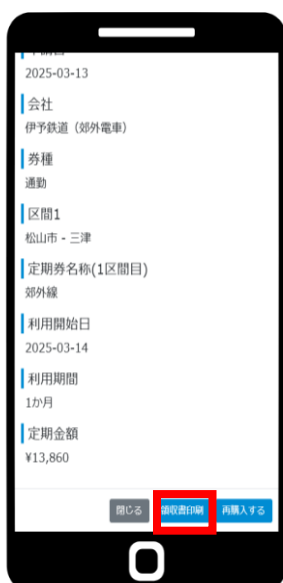 2025-03-13
会社
伊予鉄道（郊外電車）
券種
通勤
区間1
松山市 - 三津
定期券名称(1区間目)
郊外線
利用開始日
2025-03-14
利用期間
1か月
定期金額
¥13,860
閉じる 領収書印刷 再購入する